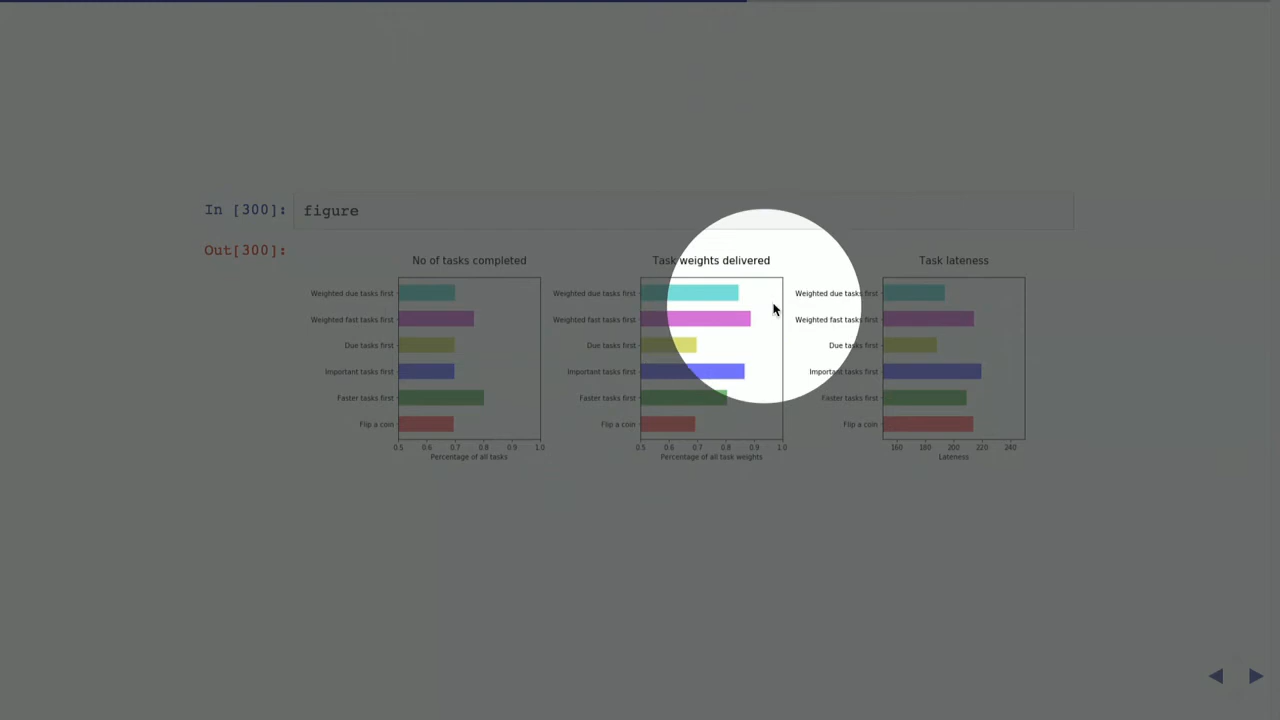 In [300]: figure
Out[300]:
No of tasks completed
Weighted due tasks first
Weighted fast tasks first
Due tasks first
Important tasks first
Faster tasks first
Flip a coin
0.5 0.6 0.7 0.8 0.9 1.0
Percentage of all tasks
Task weights delivered
Weighted due tasks first
Weighted fast tasks first
Due tasks first
Important tasks first
Faster tasks first
Flip a coin
0.5 0.6 0.7 0.8 0.9 1.0
Percentage of all task weights
Task lateness
Weighted due tasks first
Weighted fast tasks first
Due tasks first
Important tasks first
Faster tasks first
Flip a coin
160 180 200 220 240
Lateness